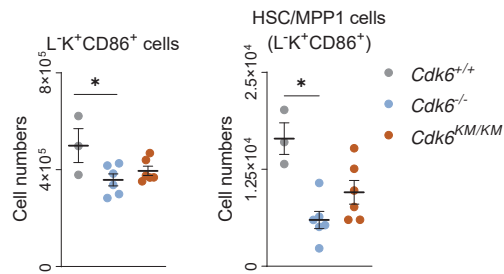 L⁻K⁺CD86⁺ cells
Cell numbers
8×10⁵
4×10⁵
0
*
HSC/MPP1 cells
(L⁻K⁺CD86⁺)
Cell numbers
2.5×10⁴
1.25×10⁴
0
*
Cdk6⁺/⁺
Cdk6⁻/⁻
Cdk6ᴷᴹ/ᴷᴹ